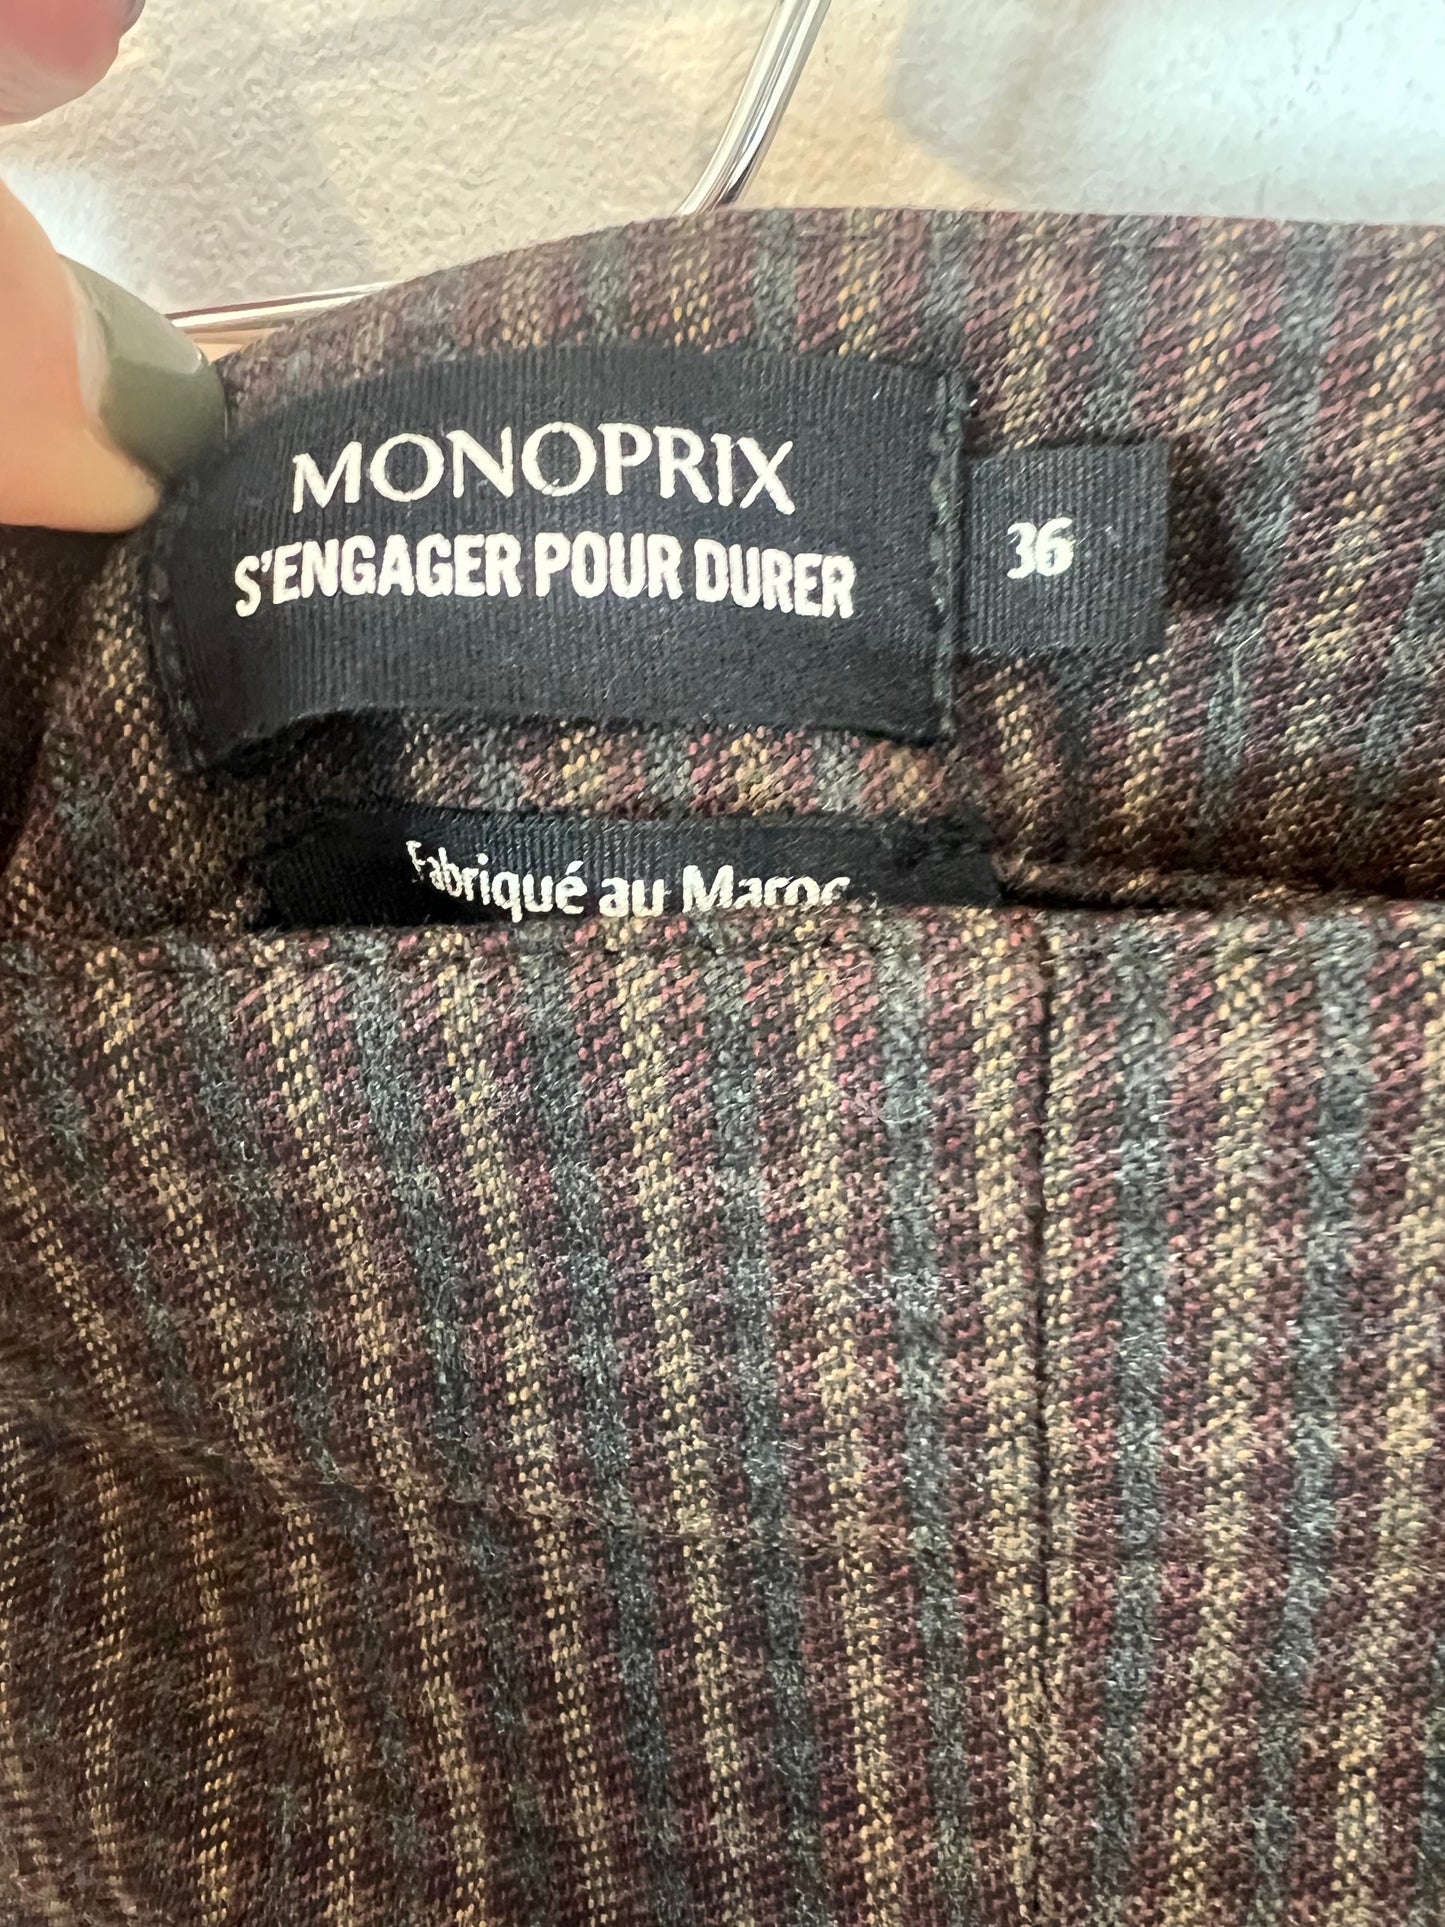 MONOPRIX
S'ENGAGER POUR DURER
36
Fabriqué au Maroc